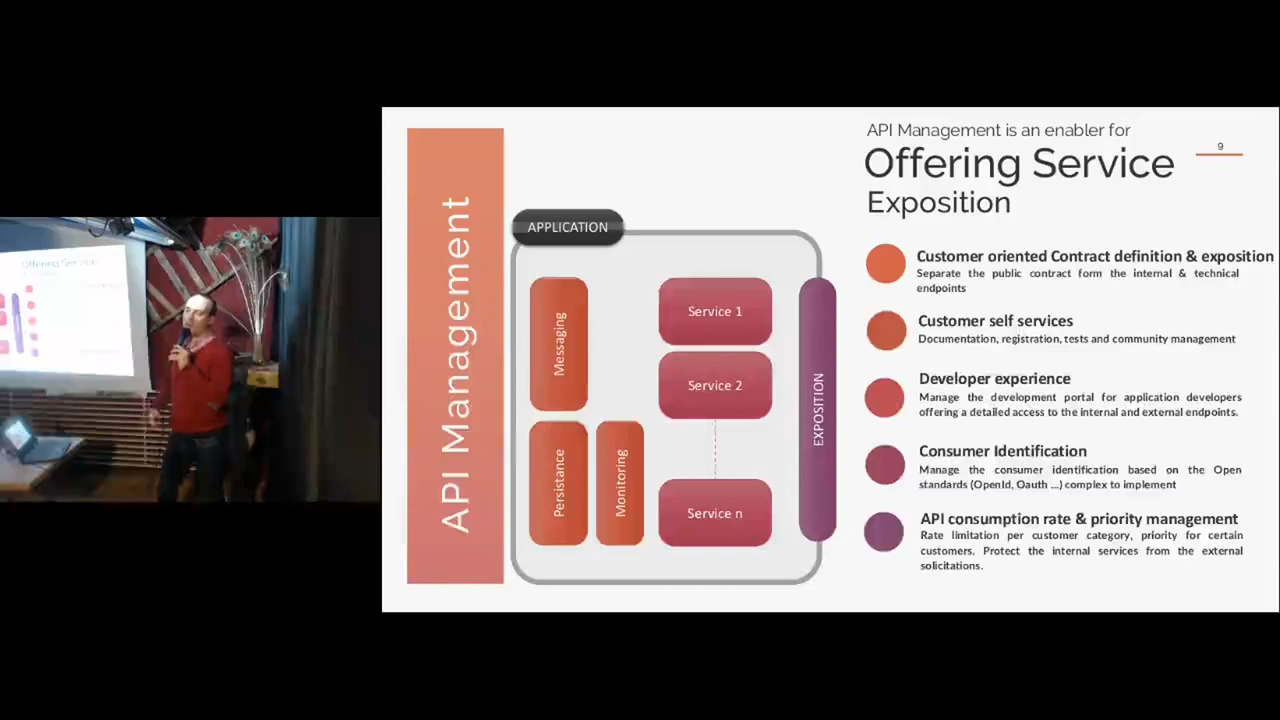 API Management is an enabler for
9
Offering Service
Exposition
API Management
APPLICATION
Messaging
Persistance
Monitoring
Service 1
Service 2
Service n
EXPOSITION
Customer oriented Contract definition & exposition
Separate the public contract form the internal & technical
endpoints
Customer self services
Documentation, registration, tests and community management
Developer experience
Manage the development portal for application developers
offering a detailed access to the internal and external endpoints.
Consumer Identification
Manage the consumer identification based on the Open
standards (OpenId, Oauth ...) complex to implement
API consumption rate & priority management
Rate limitation per customer category, priority for certain
customers. Protect the internal services from the external
solicitations.
Offering Service